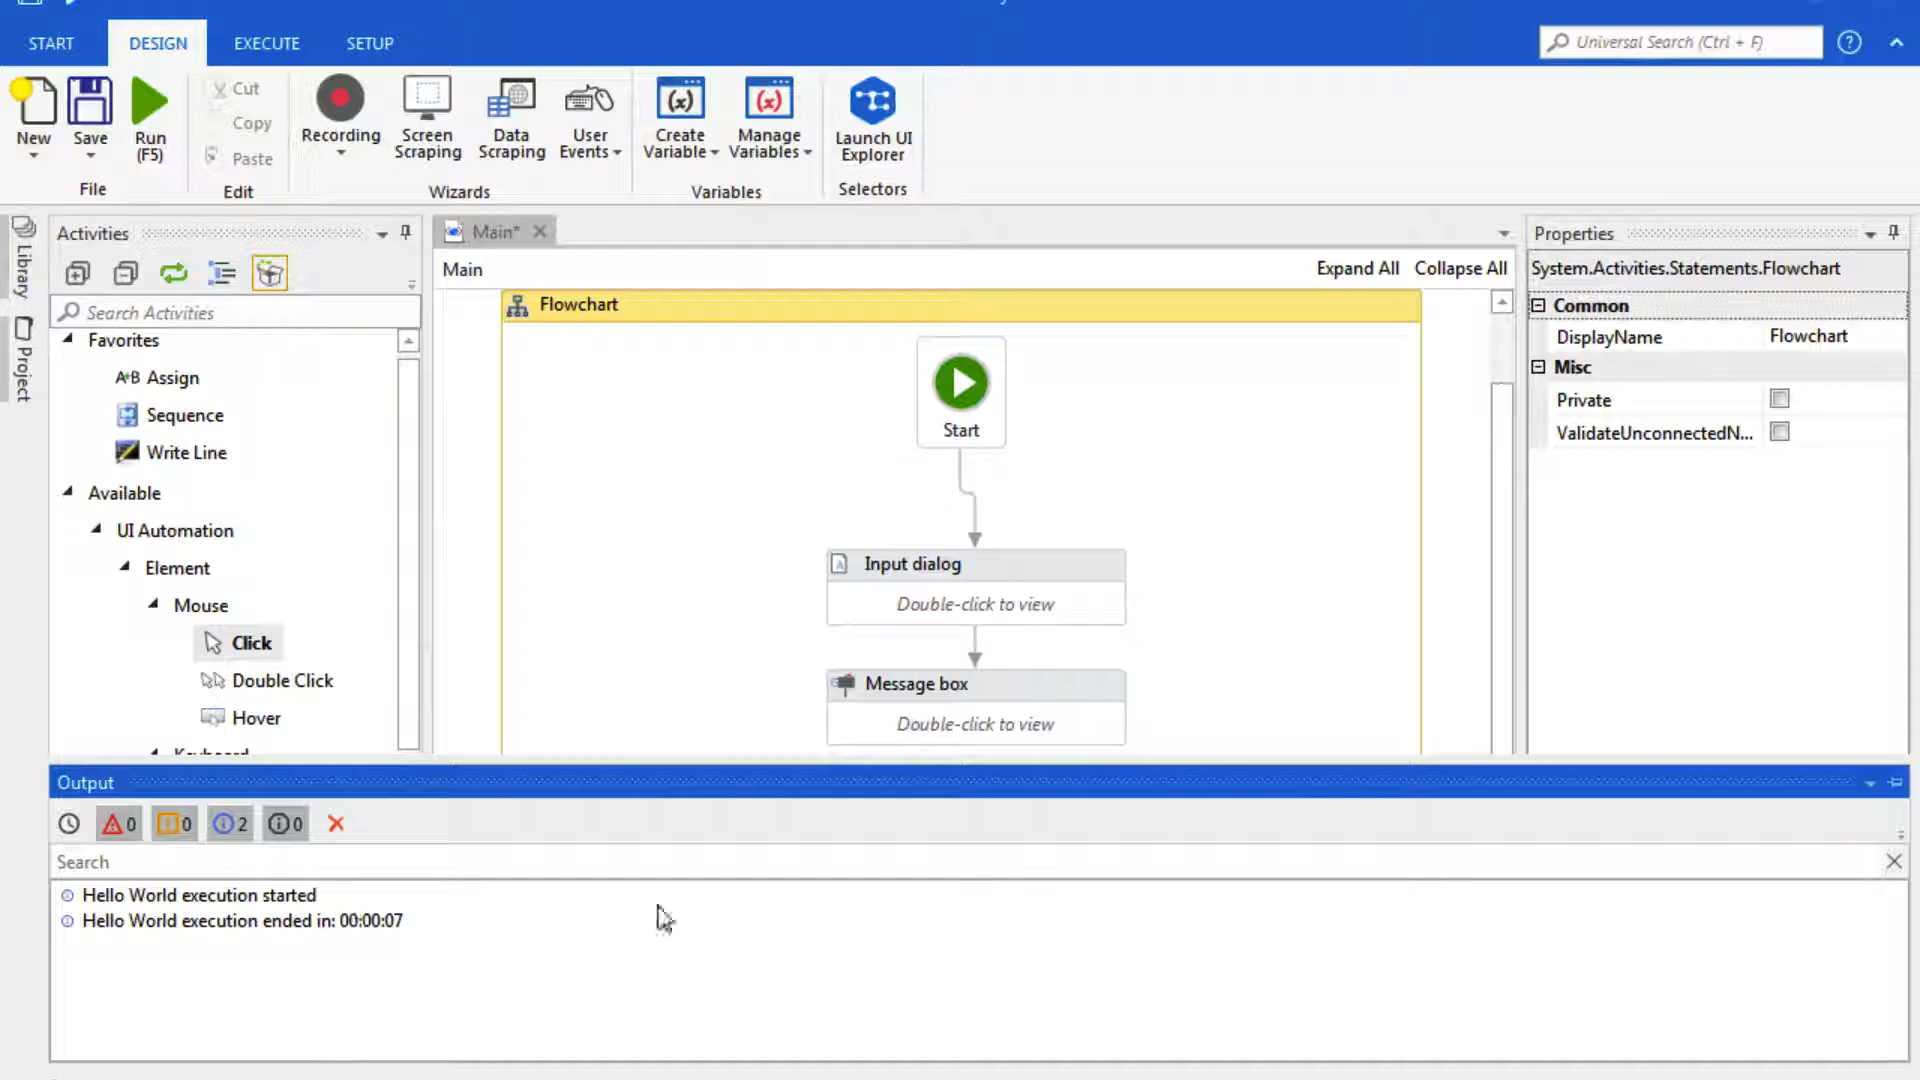 START
DESIGN
EXECUTE
SETUP
Universal Search (Ctrl + F)
New
Save
Run
(F5)
File
Cut
Copy
Paste
Edit
Recording
Screen
Scraping
Data
Scraping
User
Events
Wizards
Create
Variable
Manage
Variables
Variables
Launch UI
Explorer
Selectors
Library
Project
Activities
Search Activities
Favorites
A+B Assign
Sequence
Write Line
Available
UI Automation
Element
Mouse
Click
Double Click
Hover
Keyboard
Main*
Main
Expand All
Collapse All
Flowchart
Start
Input dialog
Double-click to view
Message box
Double-click to view
Properties
System.Activities.Statements.Flowchart
Common
DisplayName
Flowchart
Misc
Private
ValidateUnconnectedN...
Output
0
0
2
0
Search
Hello World execution started
Hello World execution ended in: 00:00:07